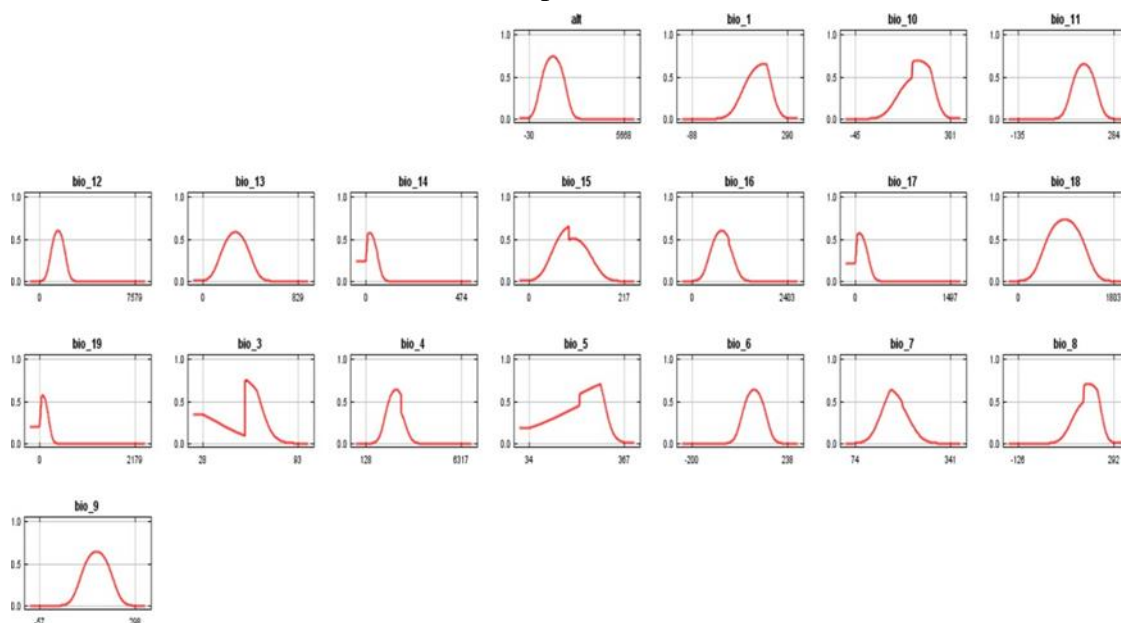 alt bio_1 bio_10 bio_11
1.0 1.0 1.0 1.0
0.5 0.5 0.5 0.5
0.0 0.0 0.0 0.0
-30 5668 -88 290 -45 301 -135 284
bio_12 bio_13 bio_14 bio_15 bio_16 bio_17 bio_18
1.0 1.0 1.0 1.0 1.0 1.0 1.0
0.5 0.5 0.5 0.5 0.5 0.5 0.5
0.0 0.0 0.0 0.0 0.0 0.0 0.0
0 7579 0 829 0 474 0 217 0 2403 0 1497 0 1803
bio_19 bio_3 bio_4 bio_5 bio_6 bio_7 bio_8
1.0 1.0 1.0 1.0 1.0 1.0 1.0
0.5 0.5 0.5 0.5 0.5 0.5 0.5
0.0 0.0 0.0 0.0 0.0 0.0 0.0
0 2179 28 93 128 6317 34 367 -200 238 74 341 -126 292
bio_9
1.0
0.5
0.0
-57